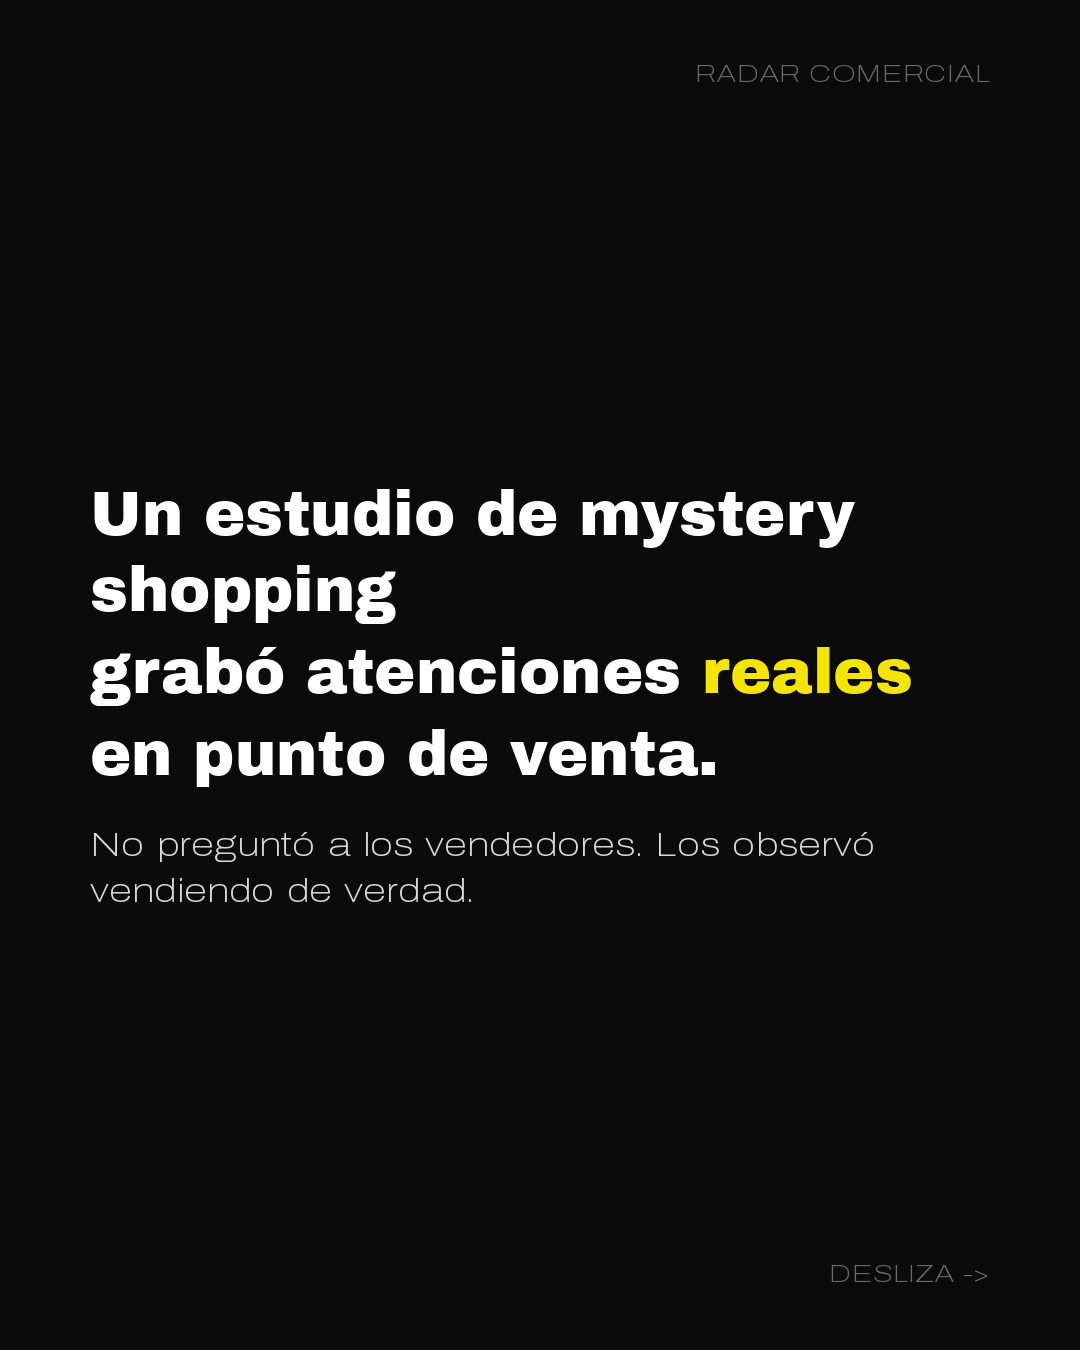 RADAR COMERCIAL
Un estudio de mystery
shopping
grabó atenciones reales
en punto de venta.
No preguntó a los vendedores. Los observó
vendiendo de verdad.
DESLIZA ->